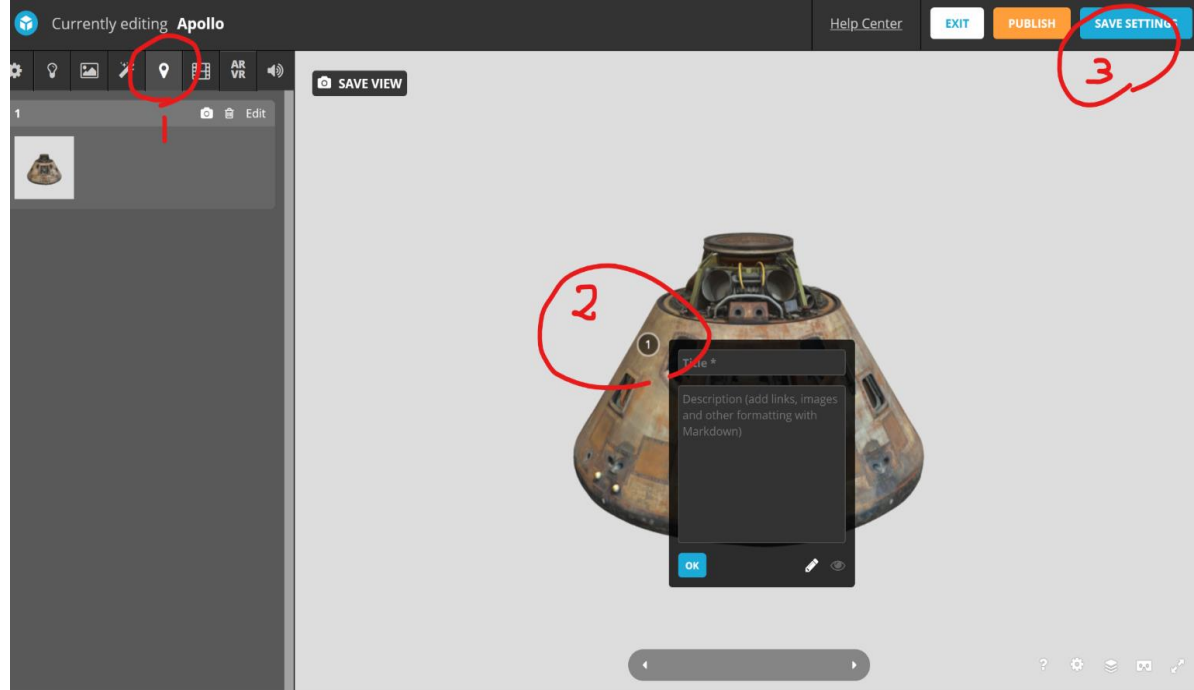 Currently editing Apollo
Help Center
EXIT
PUBLISH
SAVE SETTINGS
3
AR
VR
SAVE VIEW
1
Edit
1
2
1
Title *
Description (add links, images
and other formatting with
Markdown)
OK
?